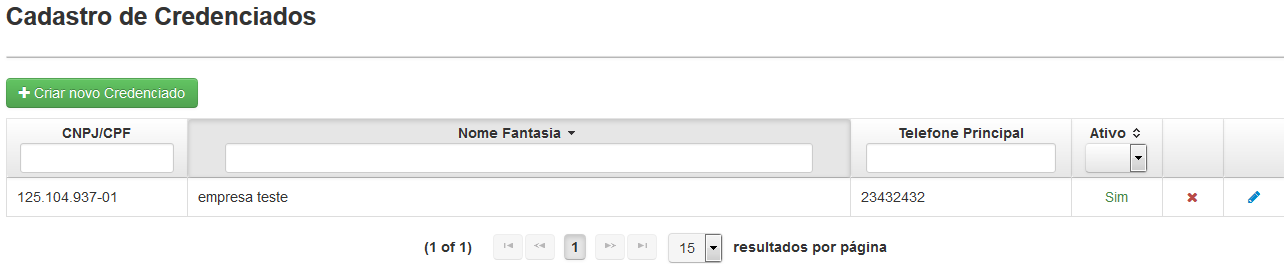 Cadastro de Credenciados
Criar novo Credenciado
CNPJ/CPF Nome Fantasia Telefone Principal Ativo
125.104.937-01 empresa teste 23432432 Sim
(1 of 1) 1 15 resultados por página